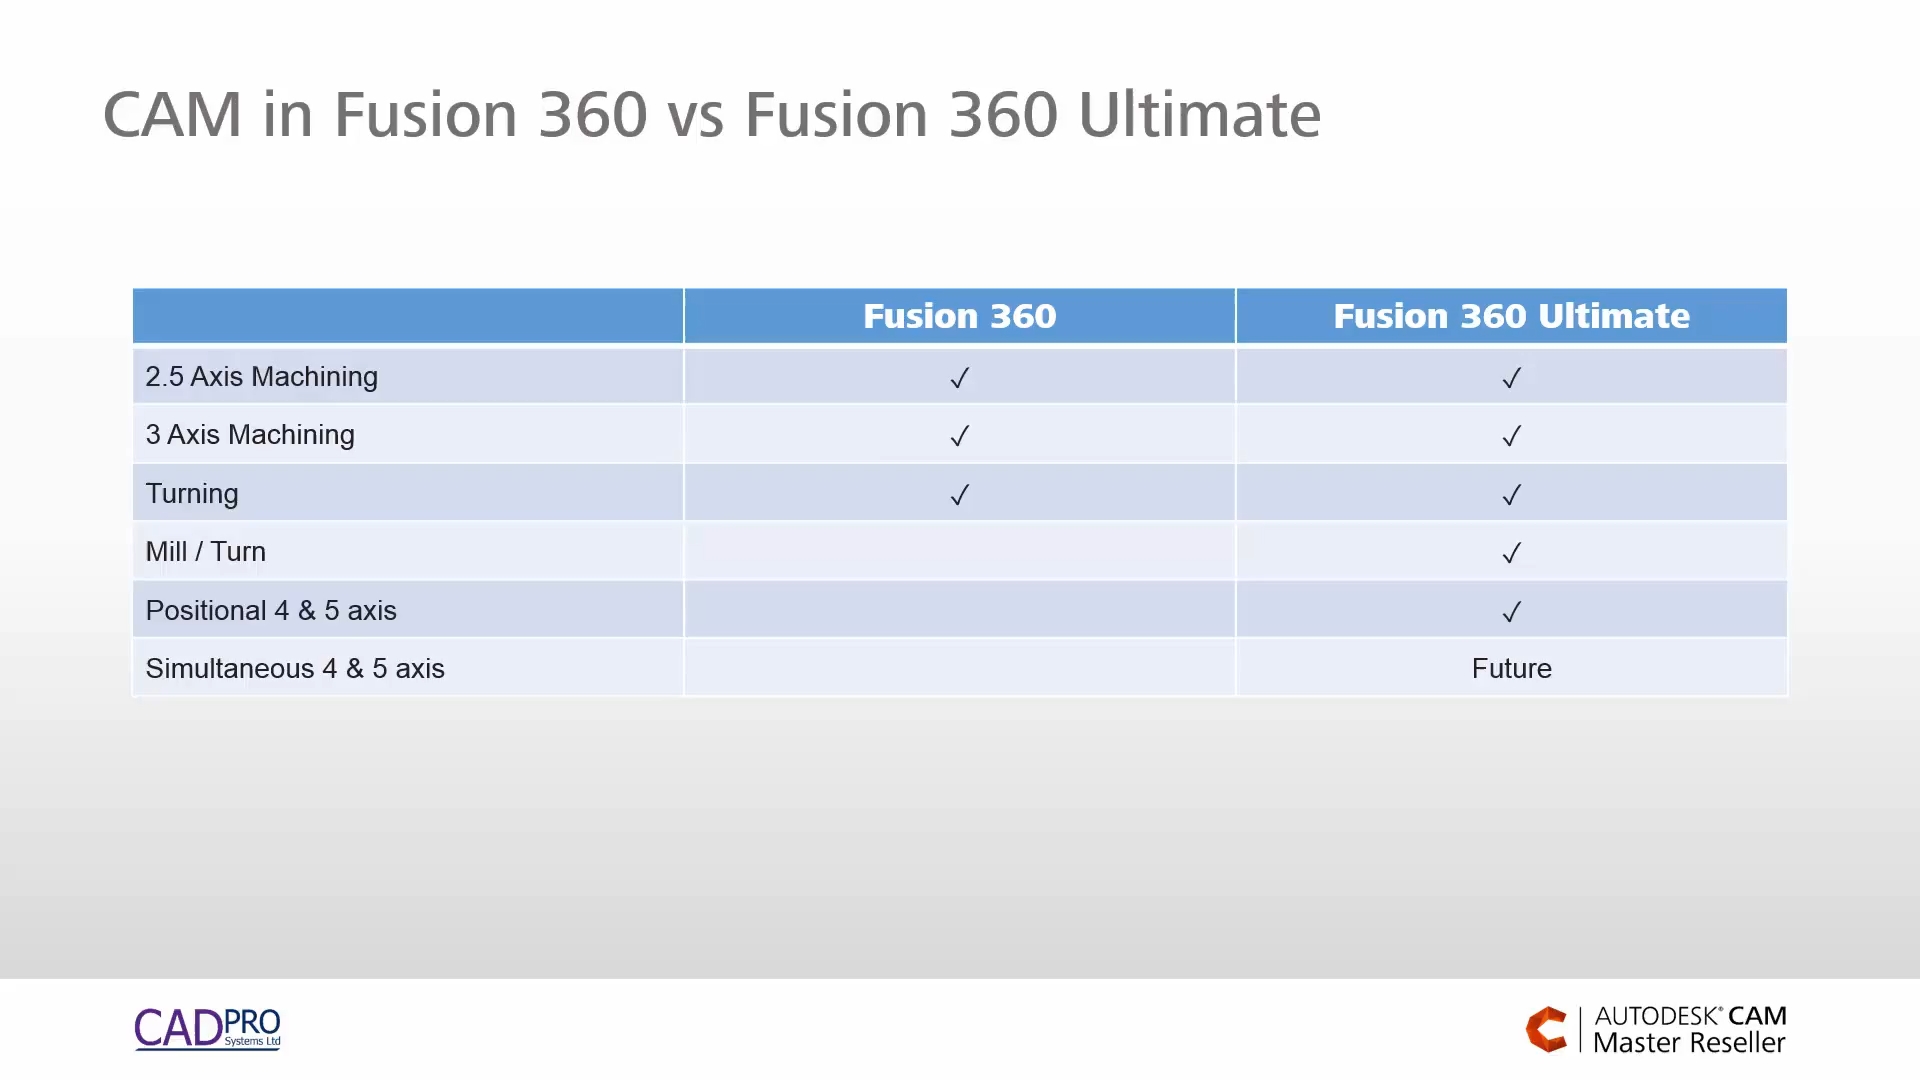 CAM in Fusion 360 vs Fusion 360 Ultimate
Fusion 360 Fusion 360 Ultimate
2.5 Axis Machining ✓ ✓
3 Axis Machining ✓ ✓
Turning ✓ ✓
Mill / Turn ✓
Positional 4 & 5 axis ✓
Simultaneous 4 & 5 axis Future
CADPRO
Systems Ltd
AUTODESK® CAM
Master Reseller